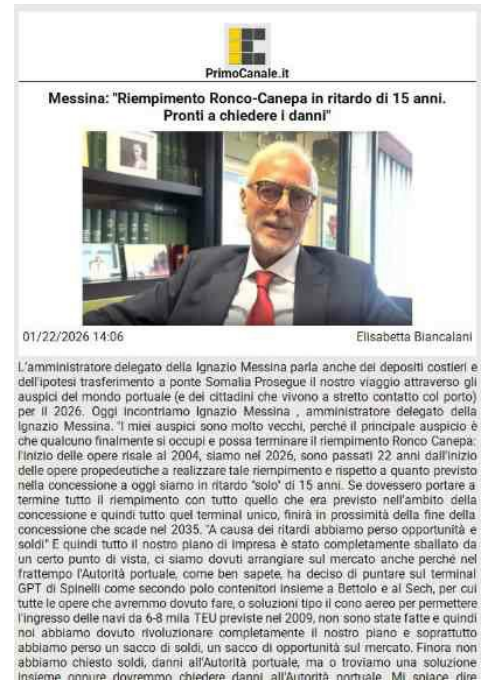 PrimoCanale.it
Messina: "Riempimento Ronco-Canepa in ritardo di 15 anni.
Pronti a chiedere i danni"
01/22/2026 14:06
Elisabetta Biancalani
L'amministratore delegato della Ignazio Messina parla anche dei depositi costieri e
dell'ipotesi trasferimento a ponte Somalia Prosegue il nostro viaggio attraverso gli
auspici del mondo portuale (e dei cittadini che vivono a stretto contatto col porto)
per il 2026. Oggi incontriamo Ignazio Messina , amministratore delegato della
Ignazio Messina. "I miei auspici sono molto vecchi, perché il principale auspicio è
che qualcuno finalmente si occupi e possa terminare il riempimento Ronco Canepa:
l'inizio delle opere risale al 2004, siamo nel 2026, sono passati 22 anni dall'inizio
delle opere propedeutiche a realizzare tale riempimento e rispetto a quanto previsto
nella concessione a oggi siamo in ritardo "solo" di 15 anni. Se dovessero portare a
termine tutto il riempimento con tutto quello che era previsto nell'ambito della
concessione e quindi tutto quel terminal unico, finirà in prossimità della fine della
concessione che scade nel 2035. "A causa dei ritardi abbiamo perso opportunità e
soldi" E quindi tutto il nostro piano di impresa è stato completamente sballato da
un certo punto di vista, ci siamo dovuti arrangiare sul mercato anche perché nel
frattempo l'Autorità portuale, come ben sapete, ha deciso di puntare sul terminal
GPT di Spinelli come secondo polo contenitori insieme a Bettolo e al Sech, per cui
tutte le opere che avremmo dovuto fare, o soluzioni tipo il cono aereo per permettere
l'ingresso delle navi da 6-8 mila TEU previste nel 2009, non sono state fatte e quindi
noi abbiamo dovuto rivoluzionare completamente il nostro piano e soprattutto
abbiamo perso un sacco di soldi, un sacco di opportunità sul mercato. Finora non
abbiamo chiesto soldi, danni all'Autorità portuale, ma o troviamo una soluzione
insieme oppure dovremmo chiedere danni all'Autorità portuale. Mi spiace dire